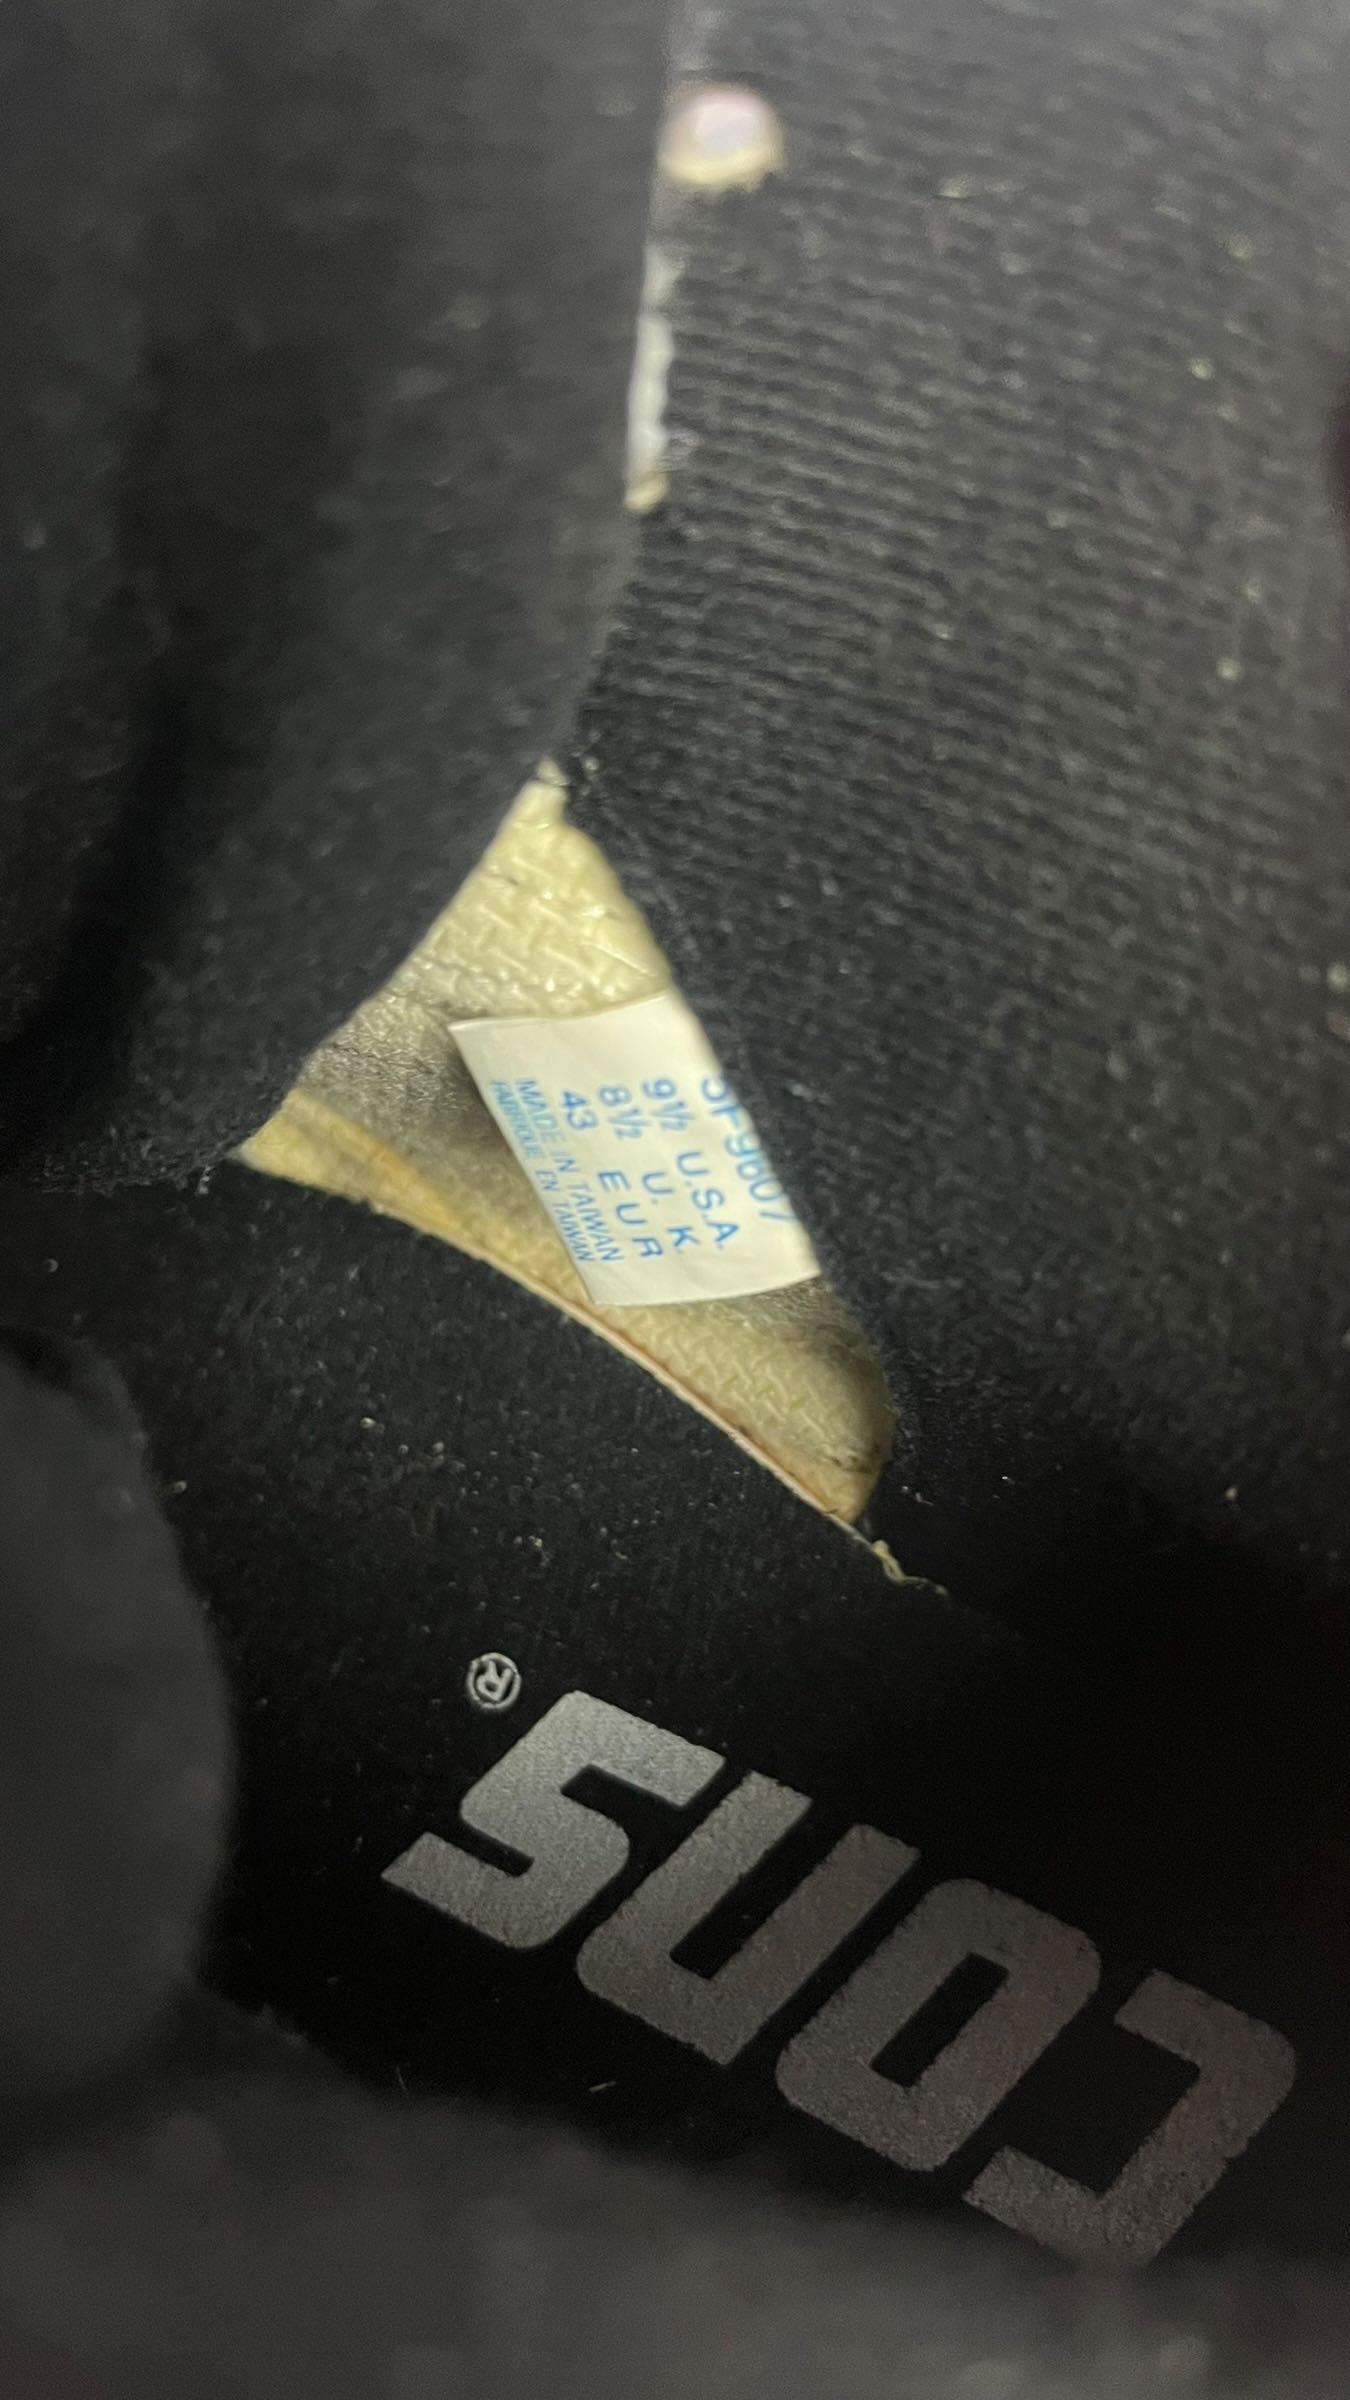 9½ U.S.A.
8½ U. K.
43 EUR
MADE IN TAIWAN
FABRIQUE EN TAIWAN
CONS®